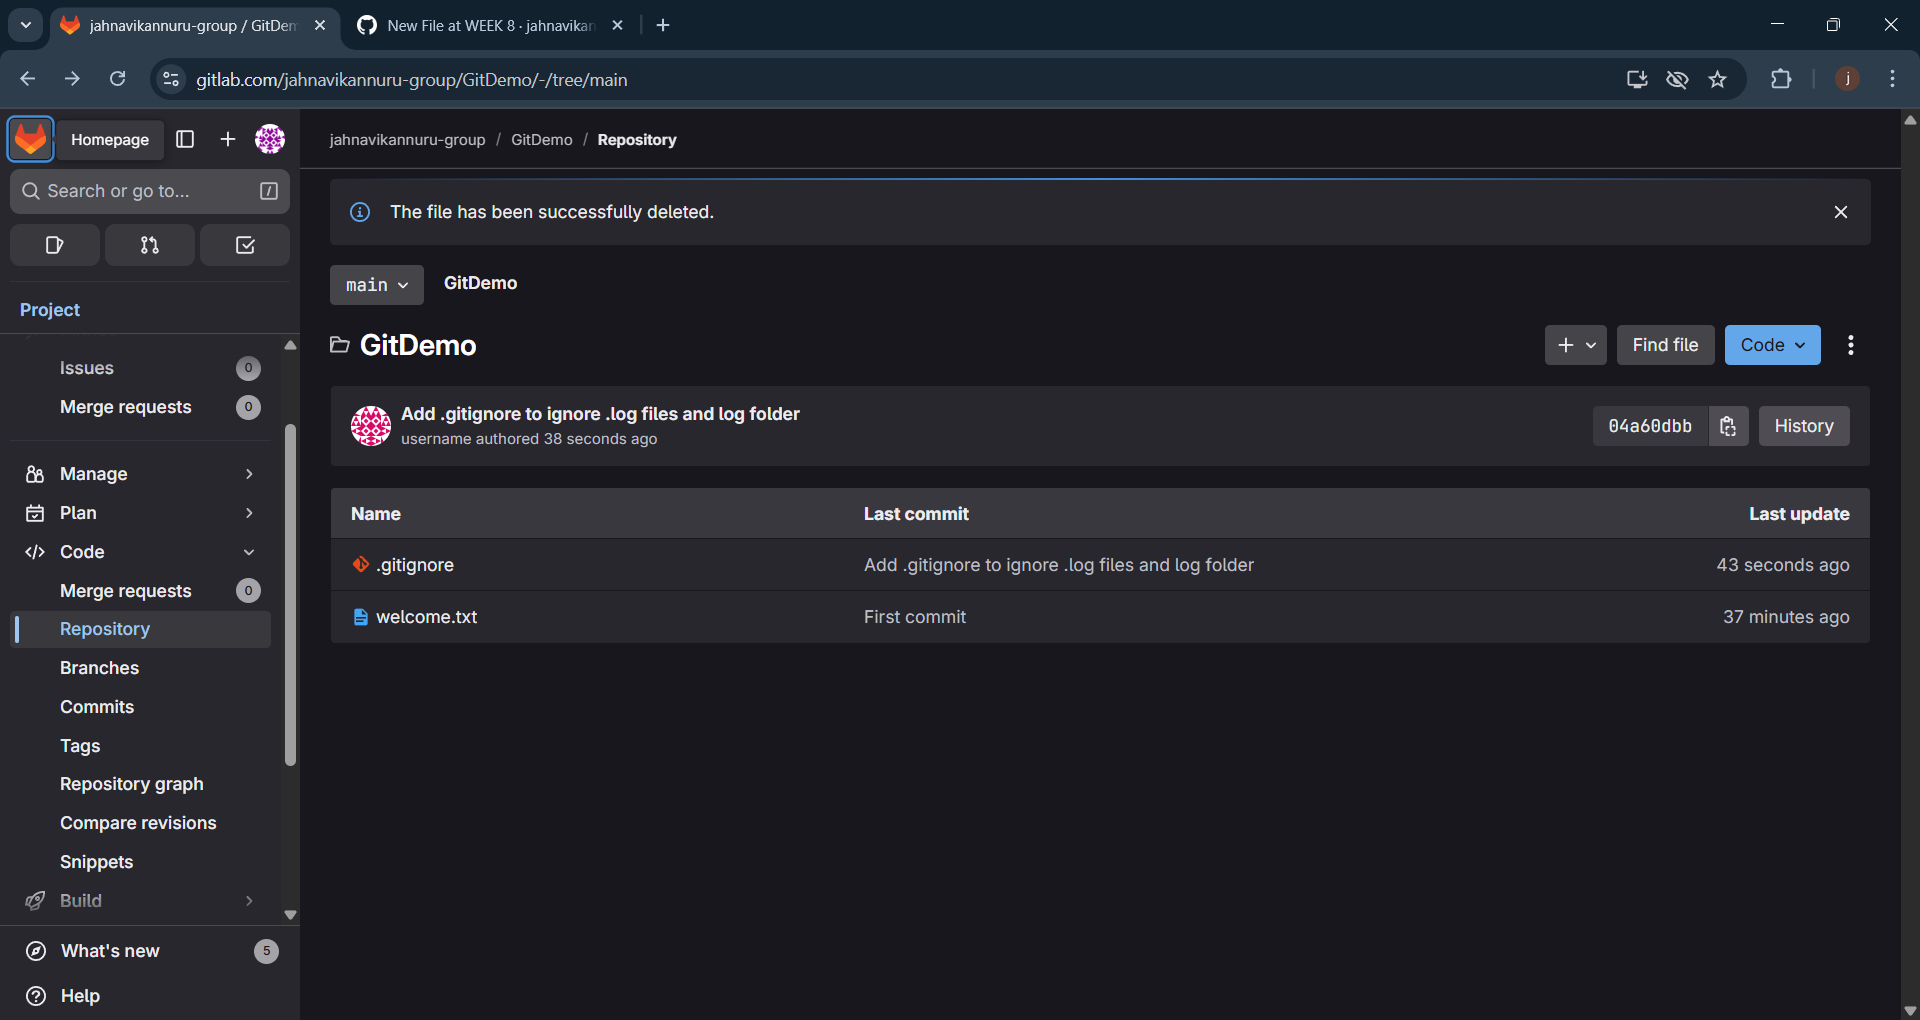 jahnavikannuru-group / GitDem
New File at WEEK 8 · jahnavikan
gitlab.com/jahnavikannuru-group/GitDemo/-/tree/main
j
Homepage
jahnavikannuru-group / GitDemo / Repository
Search or go to...
/
The file has been successfully deleted.
main
GitDemo
Project
GitDemo
Find file
Code
Issues 0
Merge requests 0
Add .gitignore to ignore .log files and log folder
username authored 38 seconds ago
04a60dbb
History
Manage
Plan
Code
Merge requests 0
Repository
Branches
Commits
Tags
Repository graph
Compare revisions
Snippets
Build
What's new 5
Help
Name Last commit Last update
.gitignore Add .gitignore to ignore .log files and log folder 43 seconds ago
welcome.txt First commit 37 minutes ago